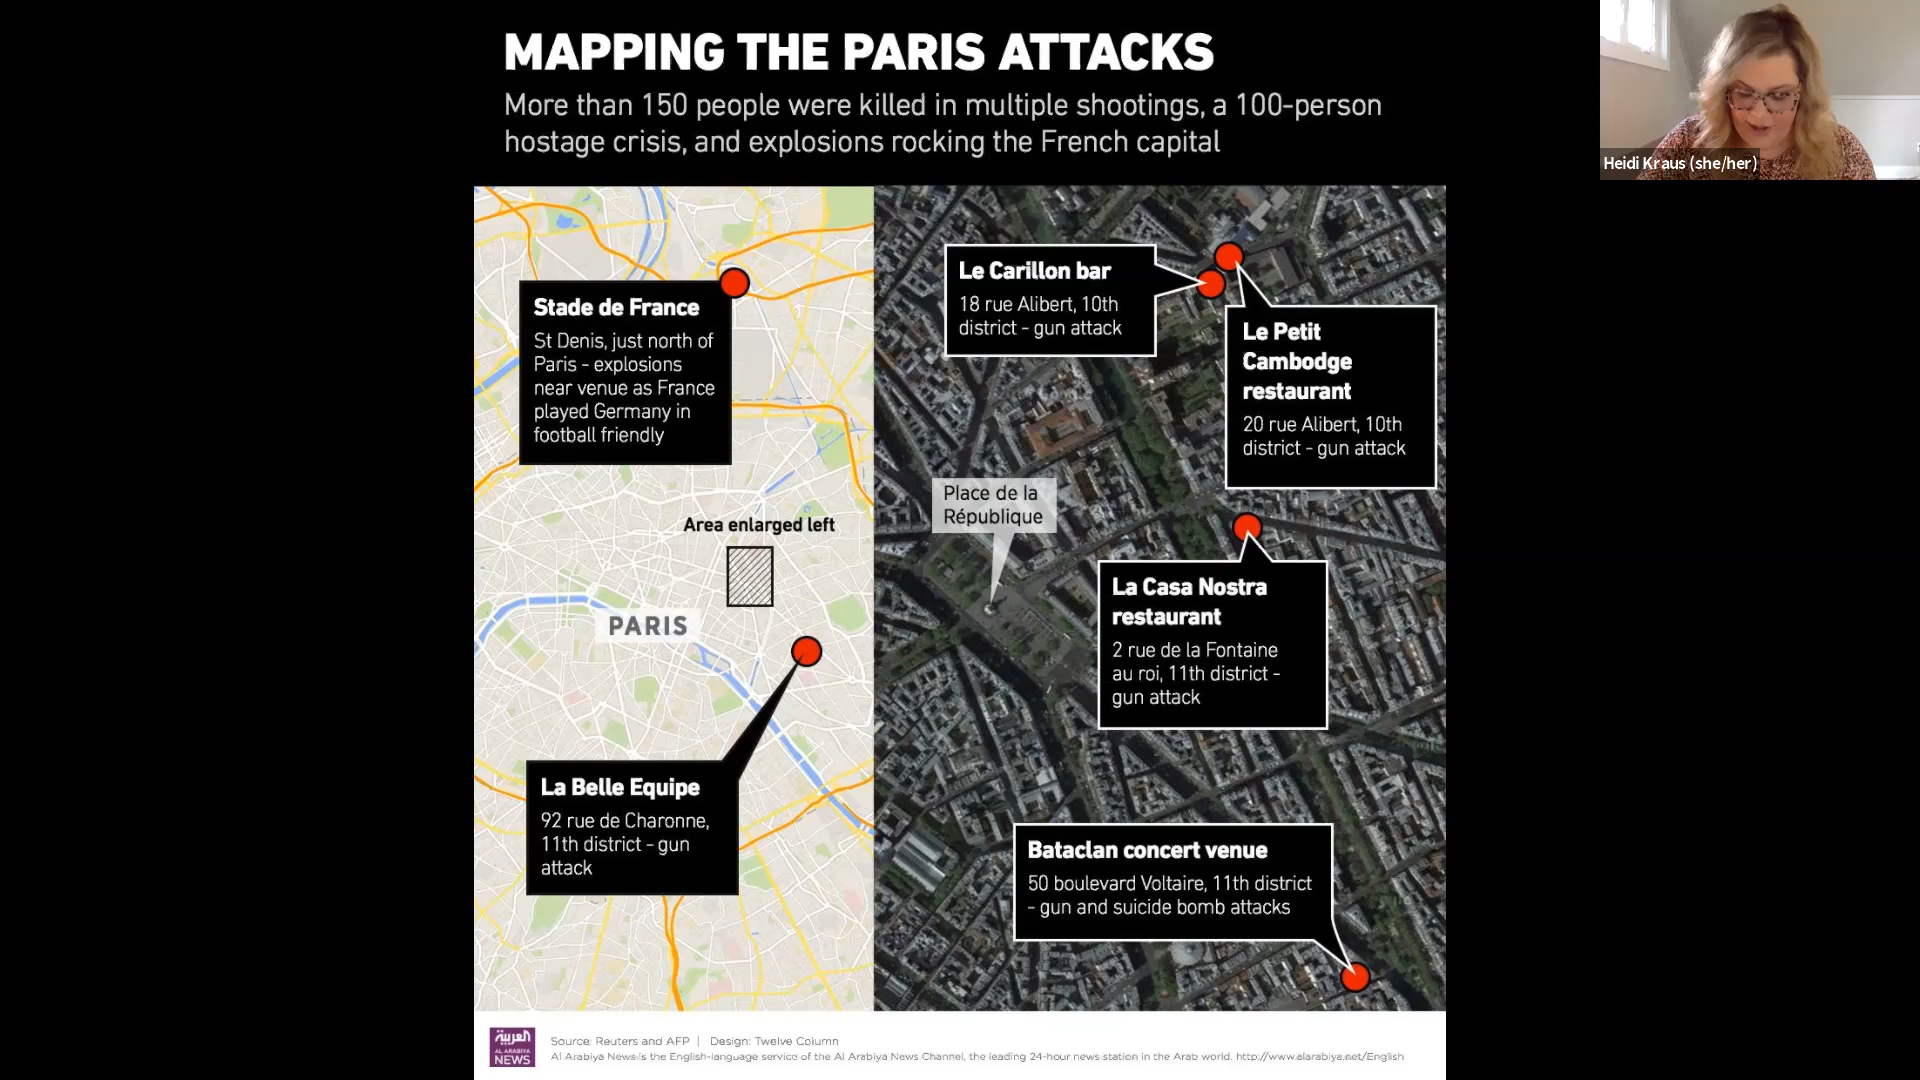 MAPPING THE PARIS ATTACKS
More than 150 people were killed in multiple shootings, a 100-person
hostage crisis, and explosions rocking the French capital
Heidi Kraus (she/her)
Stade de France
St Denis, just north of
Paris - explosions
near venue as France
played Germany in
football friendly
Area enlarged left
PARIS
La Belle Equipe
92 rue de Charonne,
11th district - gun
attack
Le Carillon bar
18 rue Alibert, 10th
district - gun attack
Le Petit
Cambodge
restaurant
20 rue Alibert, 10th
district - gun attack
Place de la
République
La Casa Nostra
restaurant
2 rue de la Fontaine
au roi, 11th district -
gun attack
Bataclan concert venue
50 boulevard Voltaire, 11th district
- gun and suicide bomb attacks
العربية
AL ARABIYA
NEWS
Source: Reuters and AFP | Design: Twelve Column
Al Arabiya News is the English-language service of the Al Arabiya News Channel, the leading 24-hour news station in the Arab world. http://www.alarabiya.net/English